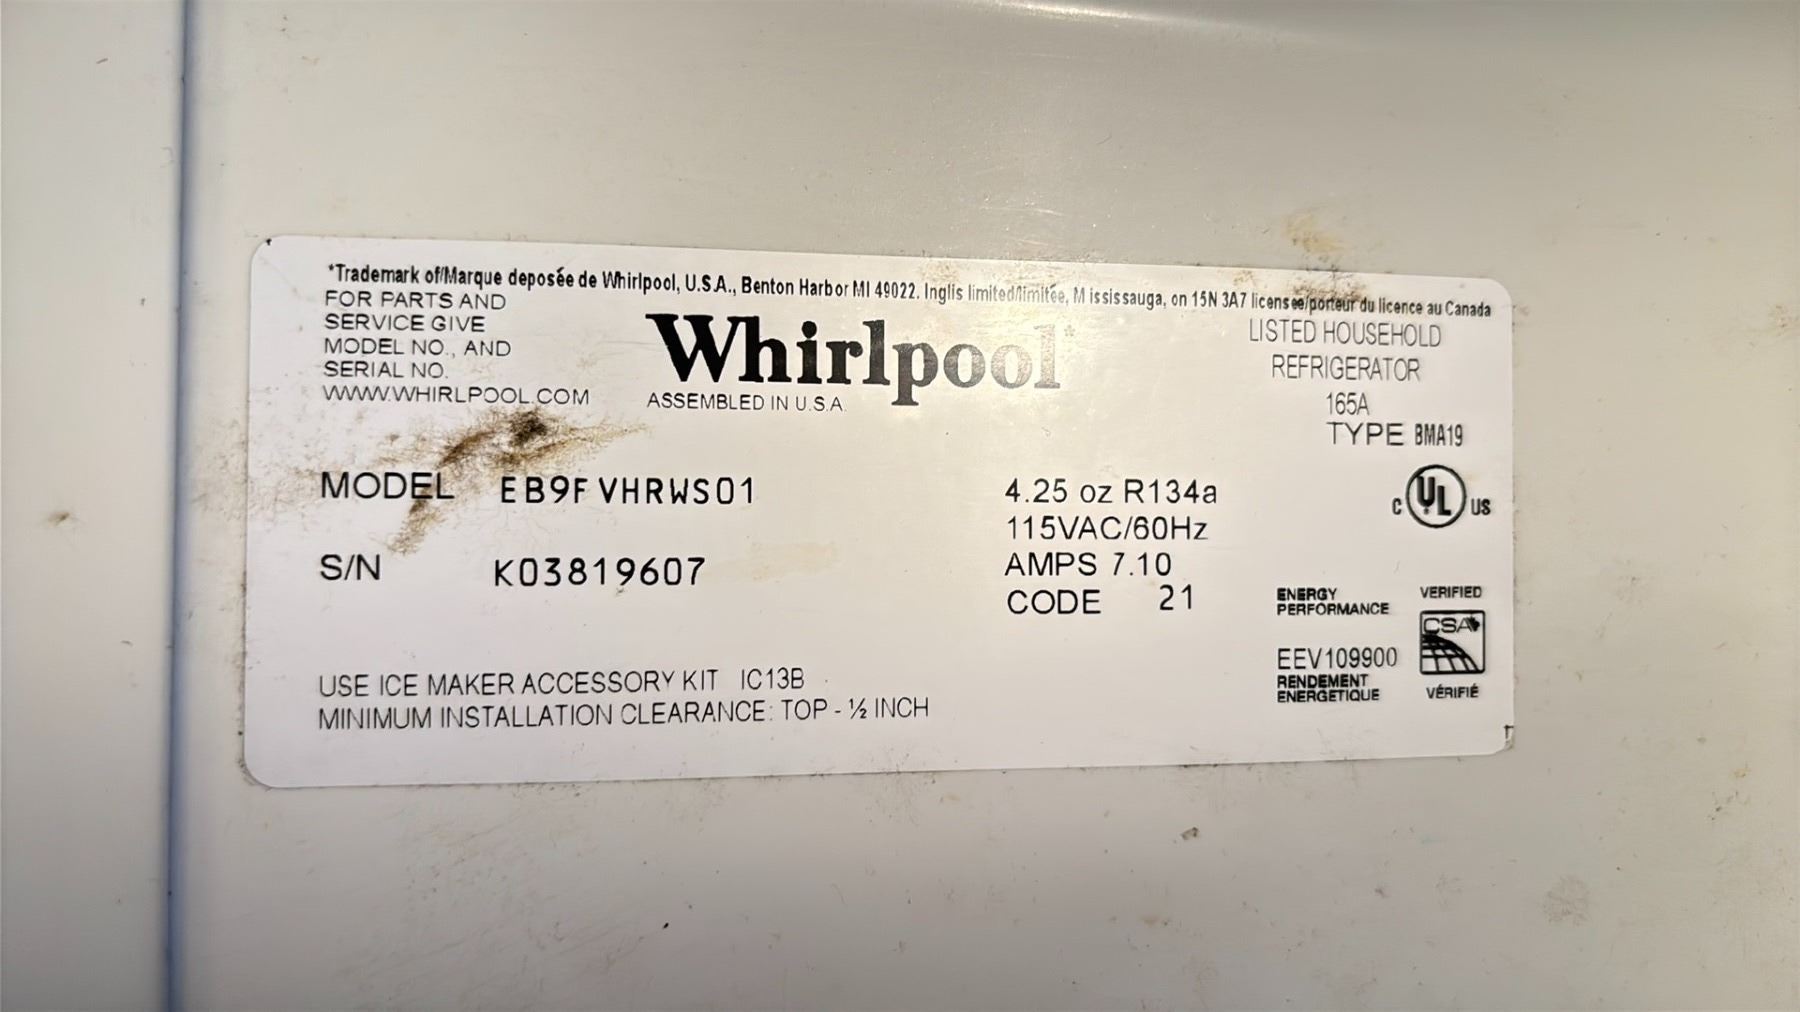 *Trademark of/Marque deposée de Whirlpool, U.S.A., Benton Harbor MI 49022. Inglis limited/limitée, M ississauga, on 15N 3A7 licensee/porteur du licence au Canada
FOR PARTS AND
SERVICE GIVE
MODEL NO., AND
SERIAL NO.
WWW.WHIRLPOOL.COM
Whirlpool*
ASSEMBLED IN U.S.A.
LISTED HOUSEHOLD
REFRIGERATOR
165A
TYPE BMA19
MODEL EB9FVHRWS01
S/N K03819607
4.25 oz R134a
115VAC/60Hz
AMPS 7.10
CODE 21
C UL US
ENERGY
PERFORMANCE
EEV109900
RENDEMENT
ENERGETIQUE
VERIFIED
CSA
VÉRIFIÉ
USE ICE MAKER ACCESSORY KIT IC13B
MINIMUM INSTALLATION CLEARANCE: TOP - ½ INCH